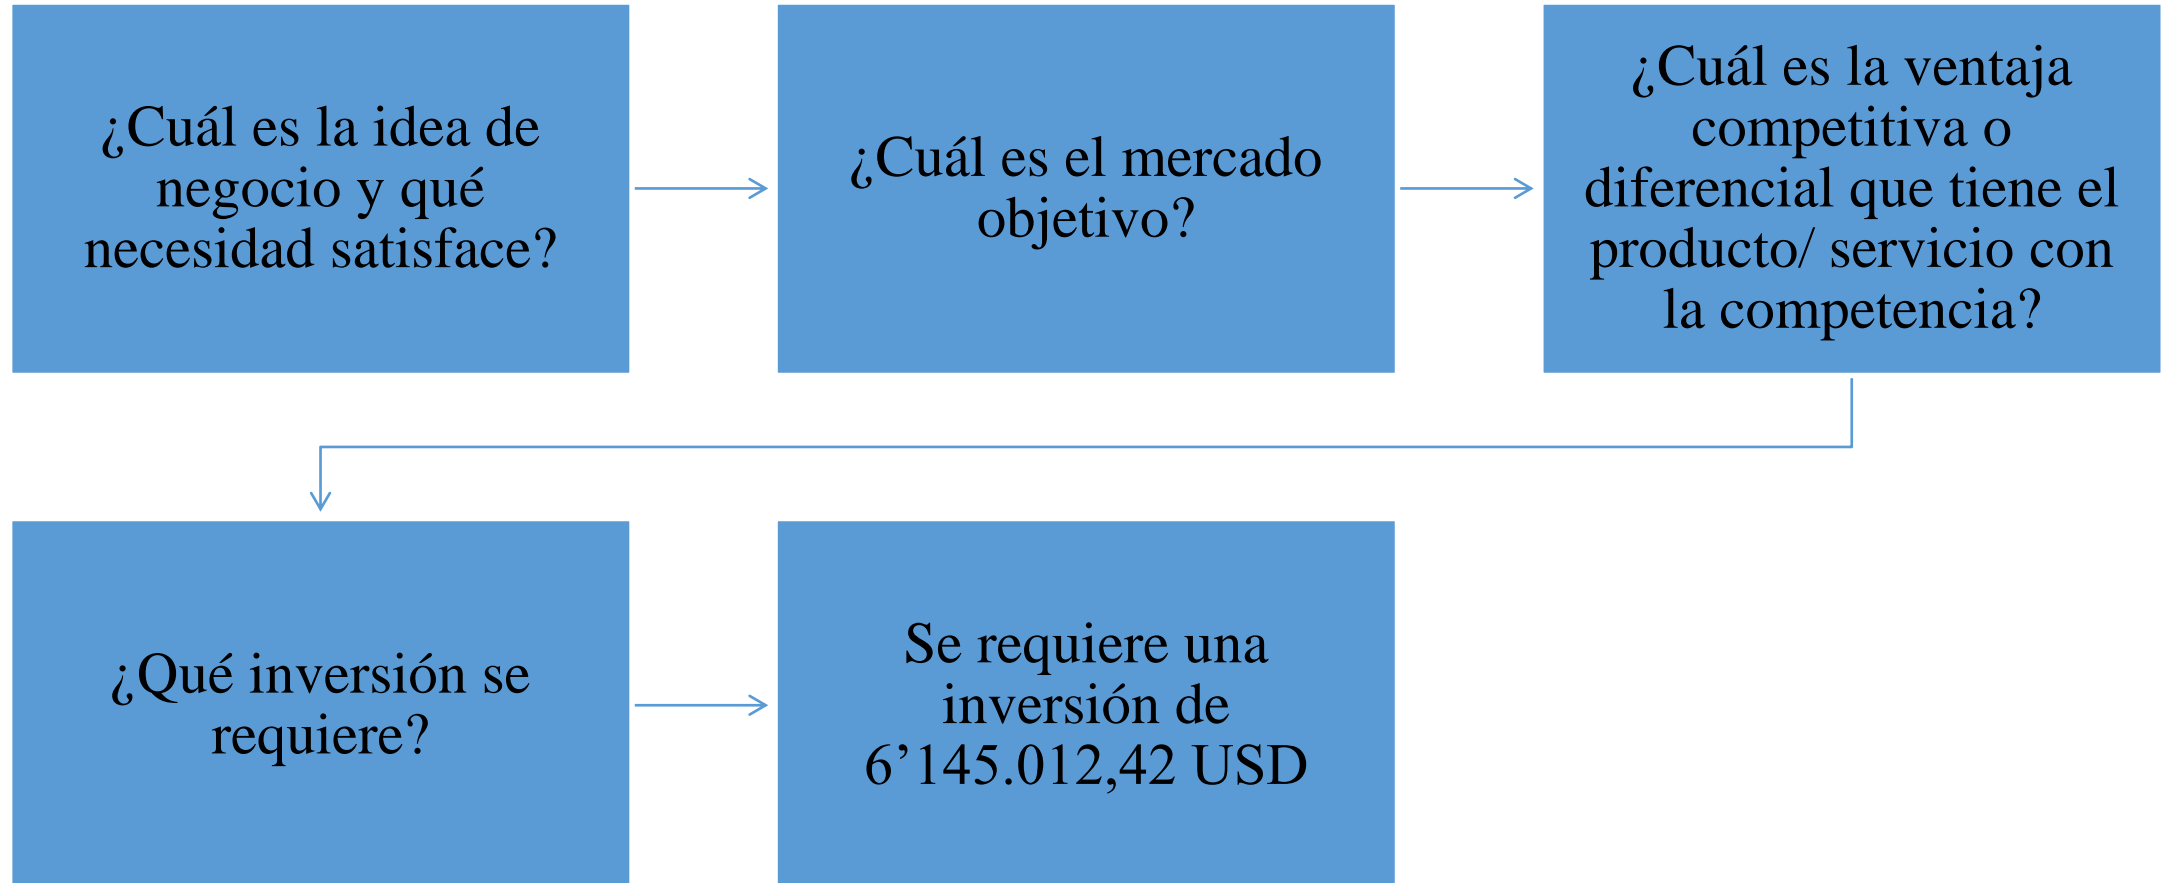 ¿Cuál es la idea de
negocio y qué
necesidad satisface?
¿Cuál es el mercado
objetivo?
¿Cuál es la ventaja
competitiva o
diferencial que tiene el
producto/ servicio con
la competencia?
¿Qué inversión se
requiere?
Se requiere una
inversión de
6’145.012,42 USD